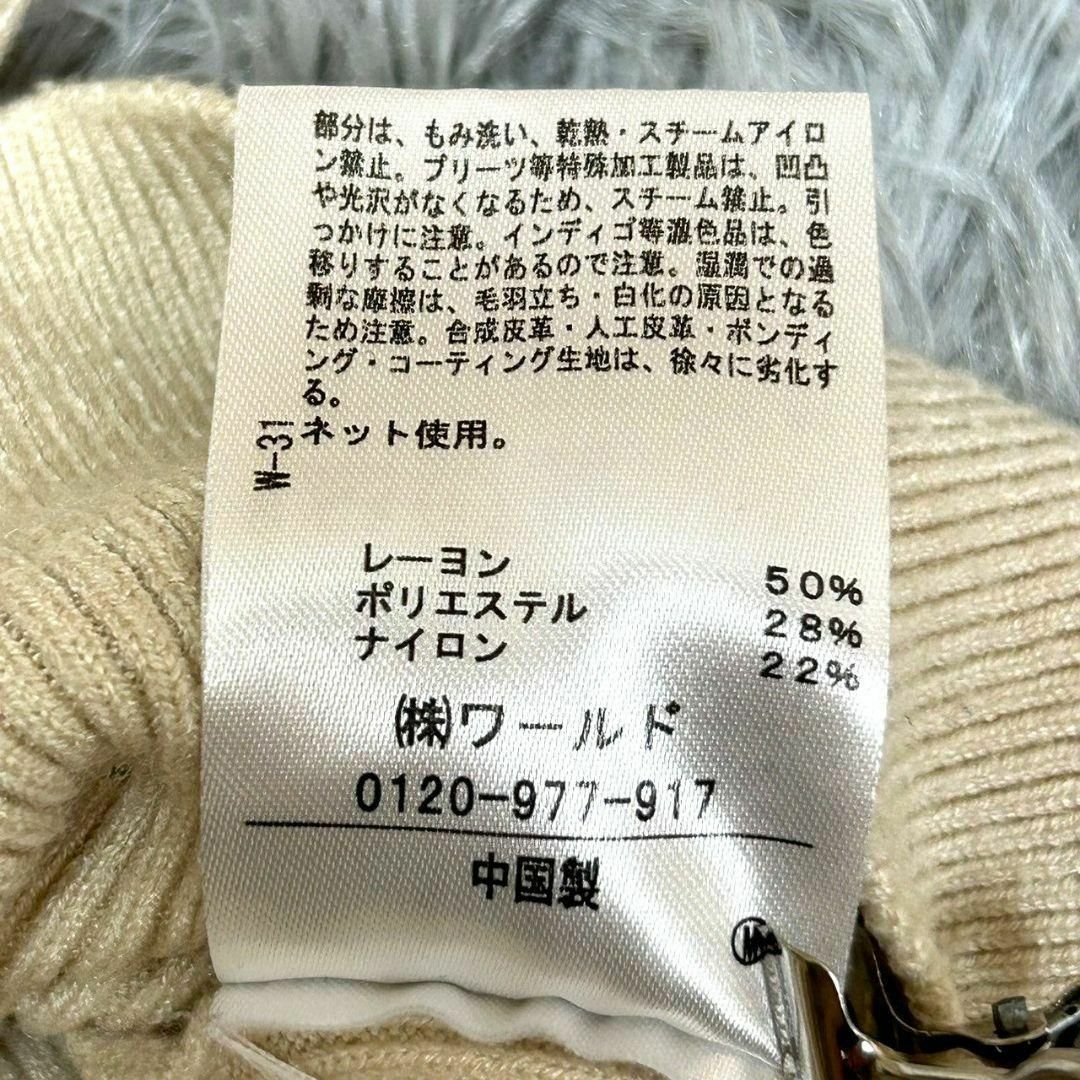 部分は、もみ洗い、乾熱・スチームアイロ
ン禁止。プリーツ等特殊加工製品は、凹凸
や光沢がなくなるため、スチーム禁止。引
っかけに注意。インディゴ等濃色品は、色
移りすることがあるので注意。湿潤での過
剰な摩擦は、毛羽立ち・白化の原因となる
ため注意。合成皮革・人工皮革・ボンディ
ング・コーティング生地は、徐々に劣化す
る。
ネット使用。
W-31
レーヨン 50%
ポリエステル 28%
ナイロン 22%
㈱ワールド
0120-977-917
中国製